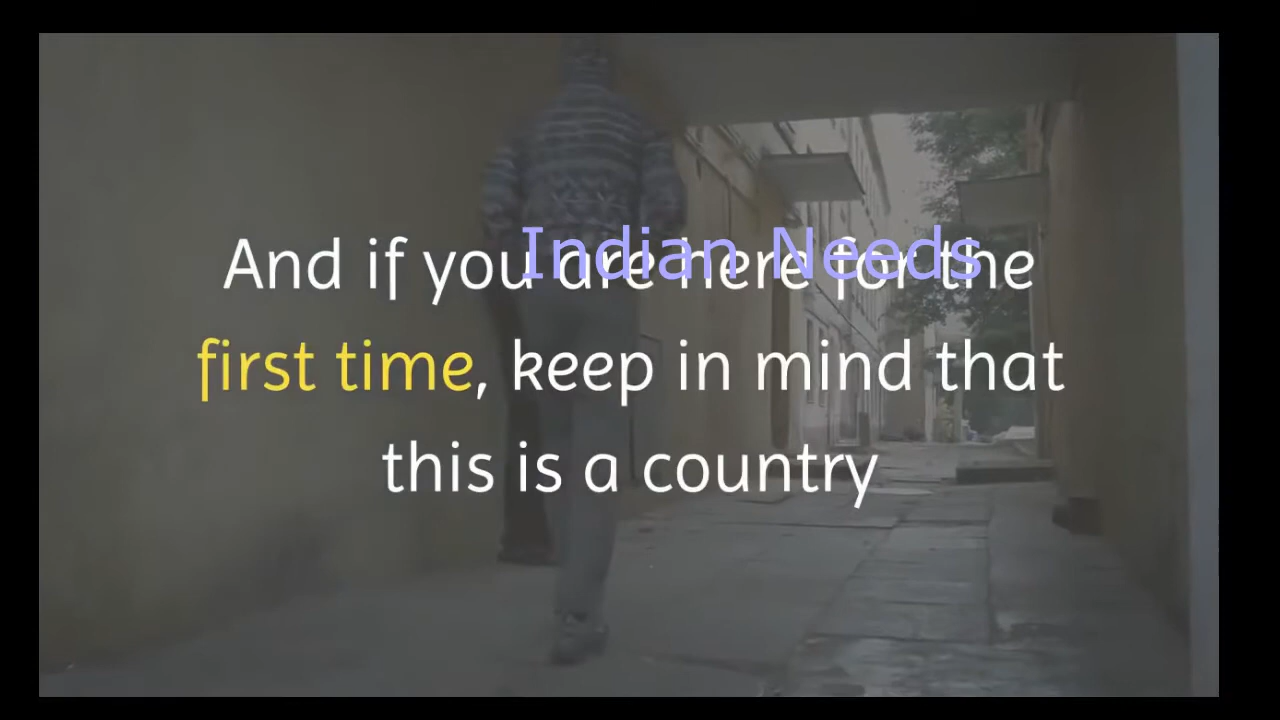 Indian Needs
And if you are here for the
first time, keep in mind that
this is a country